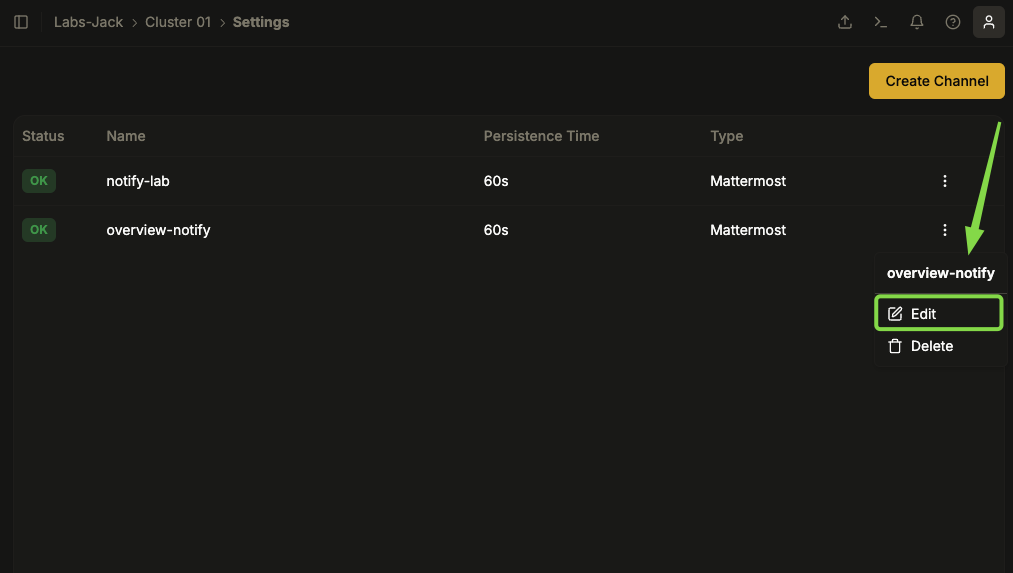 Labs-Jack > Cluster 01 > Settings
Create Channel
Status Name Persistence Time Type
OK notify-lab 60s Mattermost
OK overview-notify 60s Mattermost
overview-notify
Edit
Delete